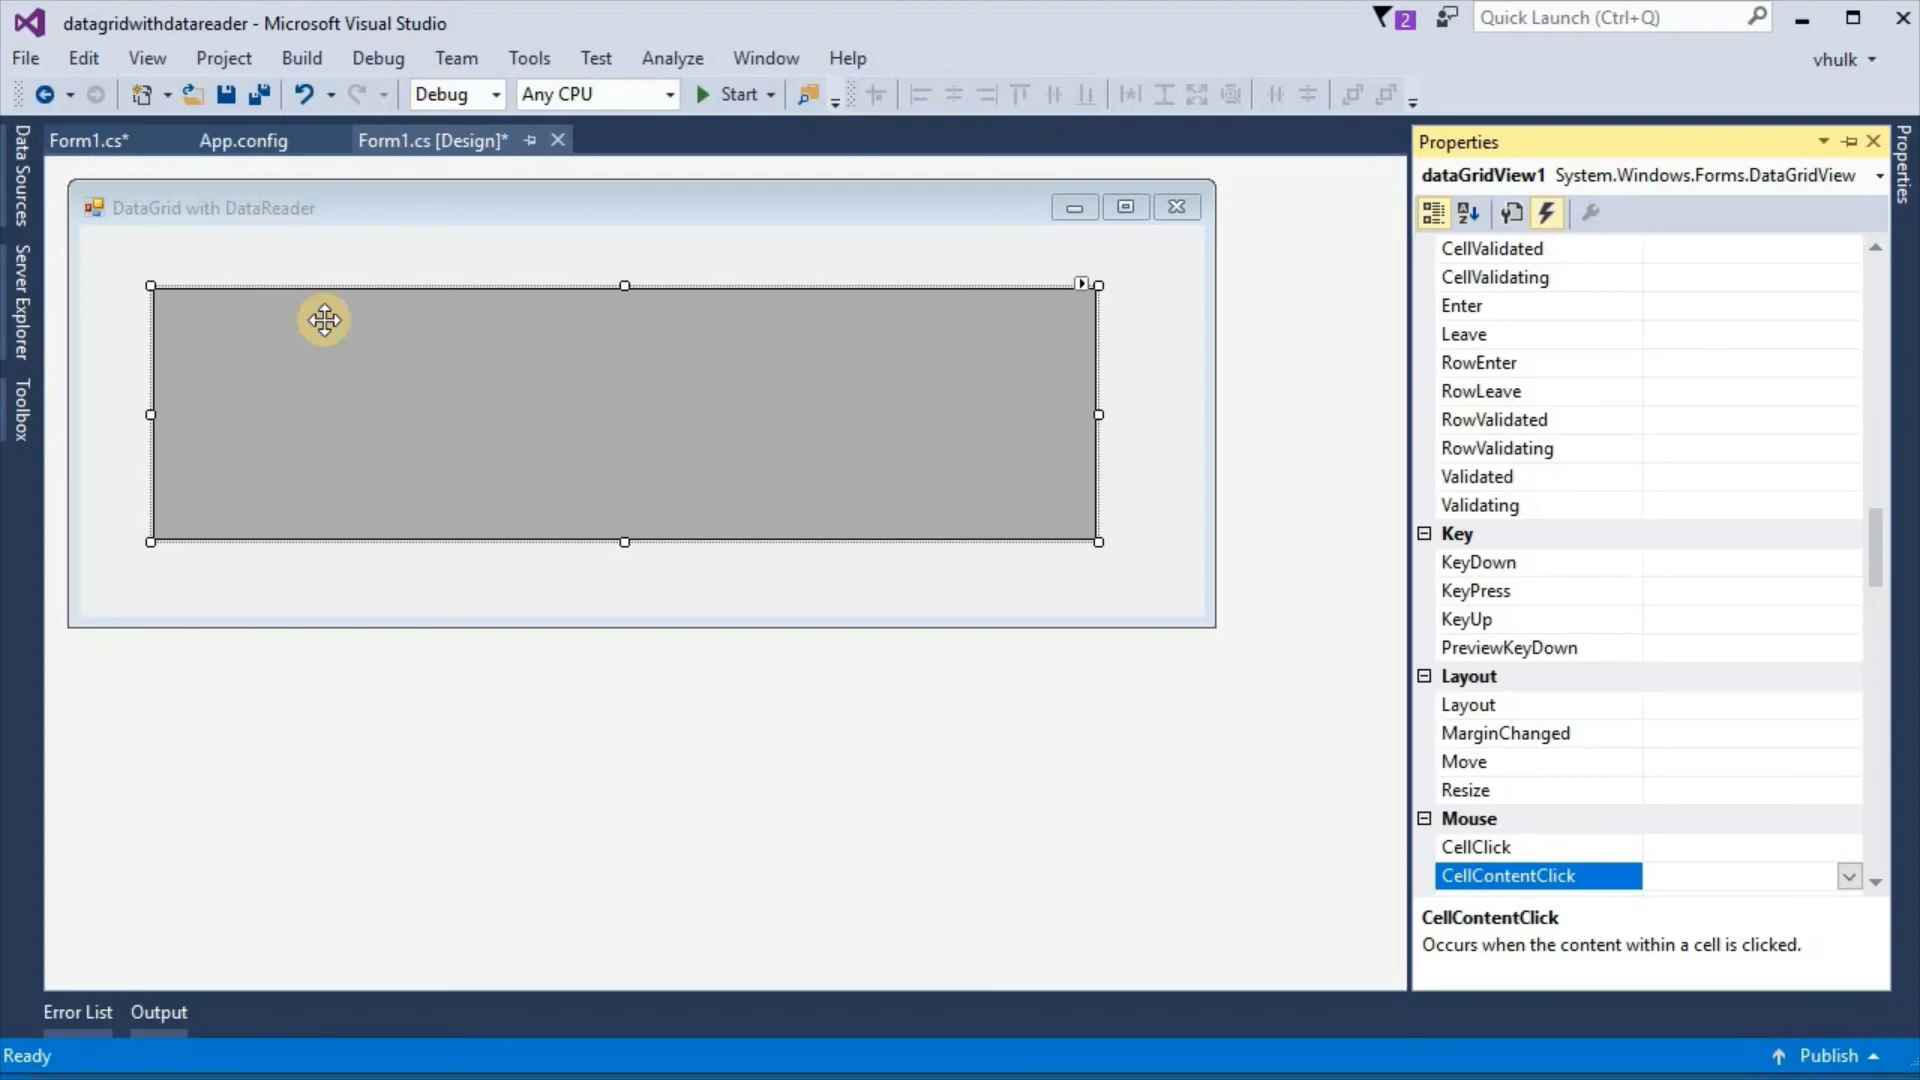 datagridwithdatareader - Microsoft Visual Studio
2
Quick Launch (Ctrl+Q)
File Edit View Project Build Debug Team Tools Test Analyze Window Help
vhulk
Debug Any CPU Start
Form1.cs* App.config Form1.cs [Design]*
Data Sources
Server Explorer
Toolbox
DataGrid with DataReader
Properties
Properties
dataGridView1 System.Windows.Forms.DataGridView
CellValidated
CellValidating
Enter
Leave
RowEnter
RowLeave
RowValidated
RowValidating
Validated
Validating
Key
KeyDown
KeyPress
KeyUp
PreviewKeyDown
Layout
Layout
MarginChanged
Move
Resize
Mouse
CellClick
CellContentClick
CellContentClick
Occurs when the content within a cell is clicked.
Error List Output
Ready
Publish